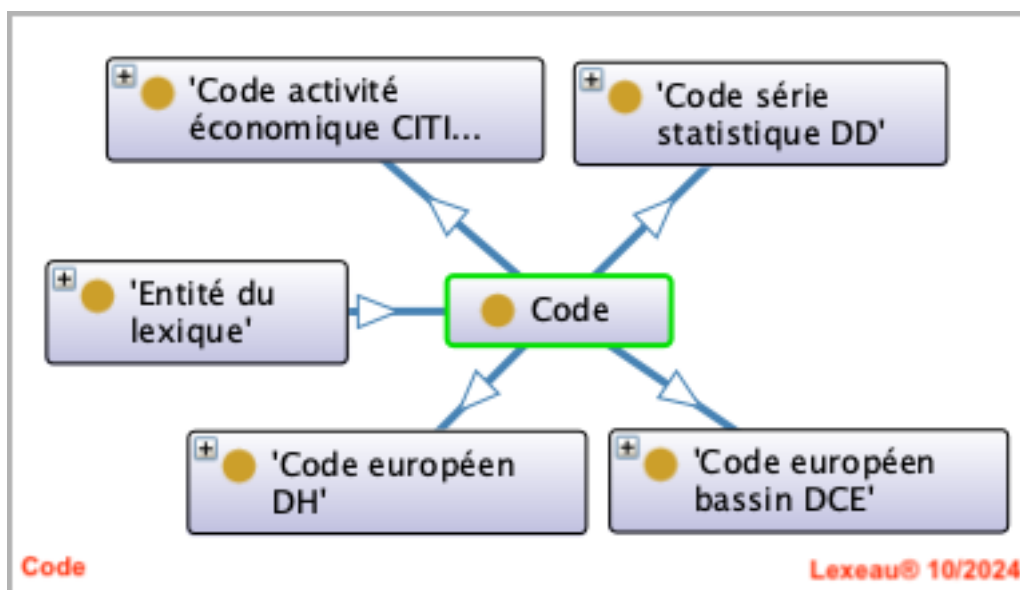 'Code activité
économique CITI...
'Code série
statistique DD'
'Entité du
lexique'
Code
'Code européen
DH'
'Code européen
bassin DCE'
Code
Lexeau® 10/2024